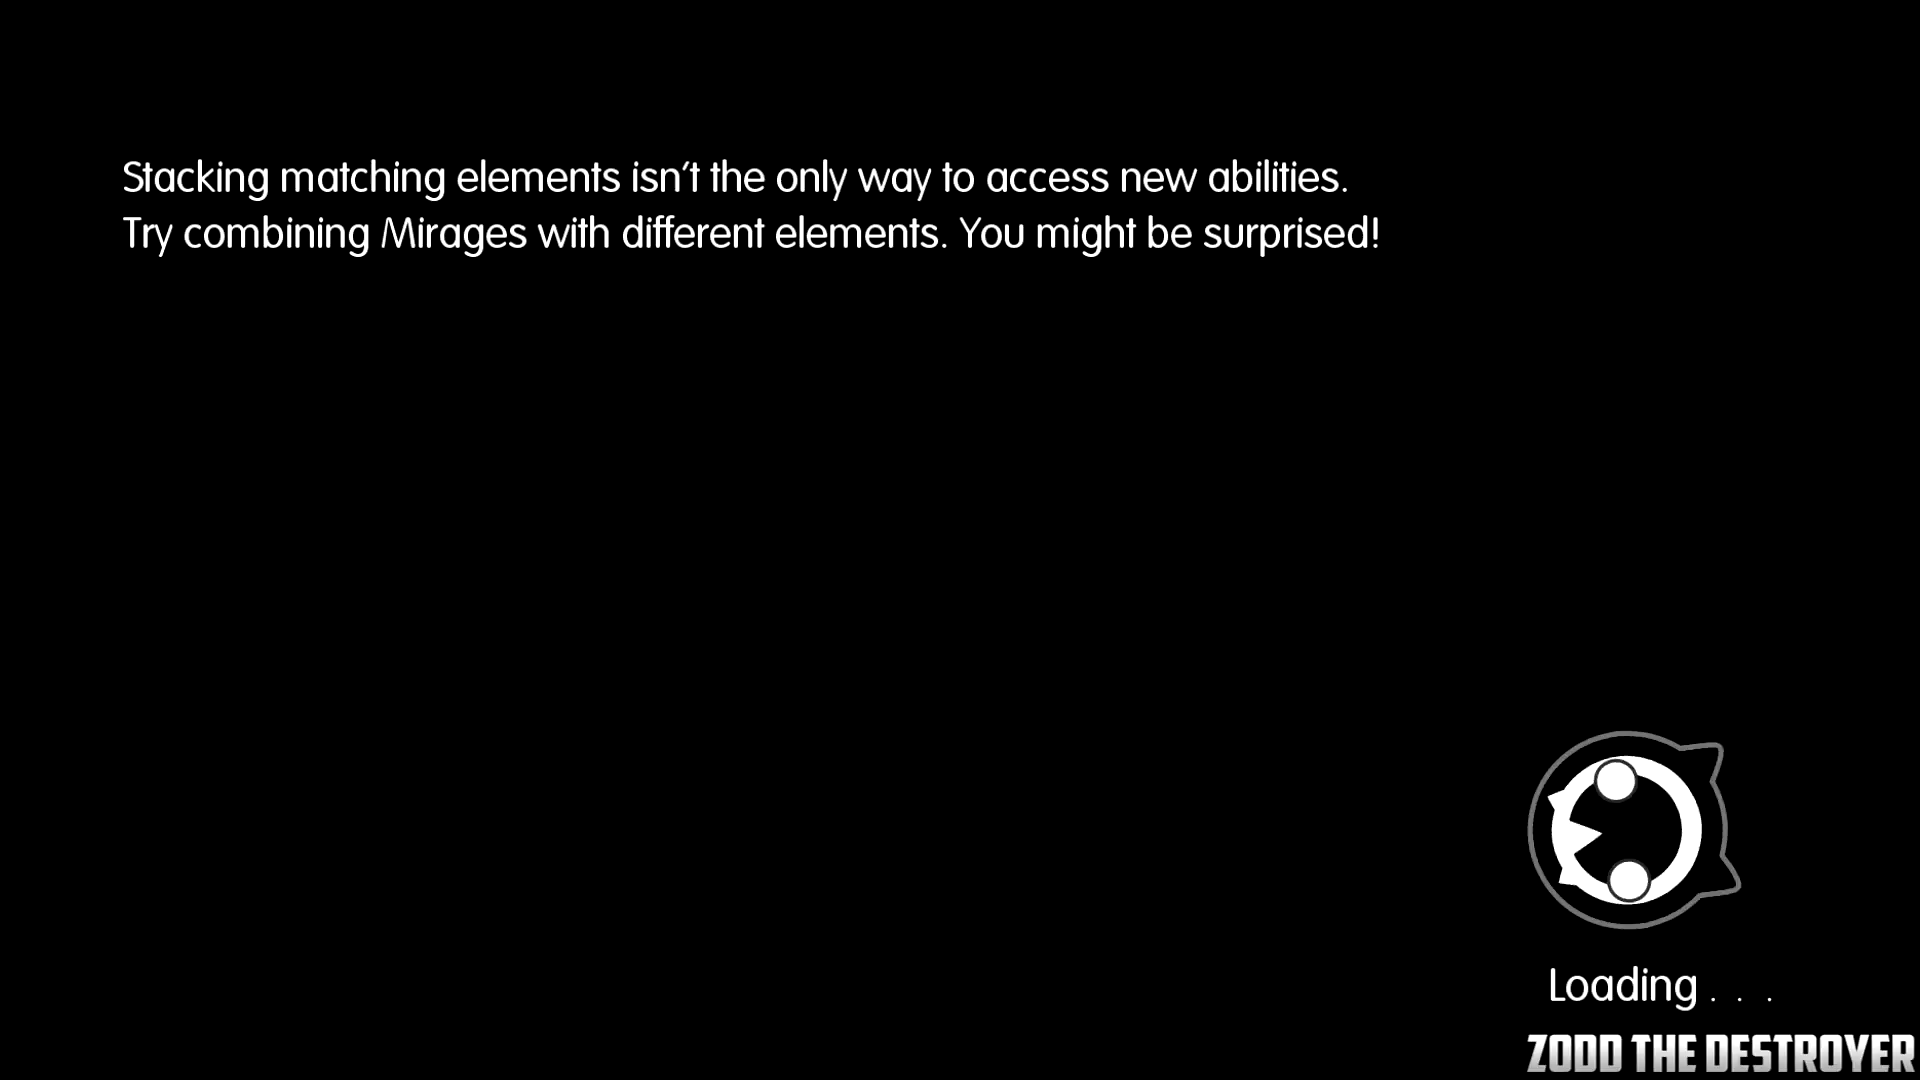 Stacking matching elements isn't the only way to access new abilities.
Try combining Mirages with different elements. You might be surprised!
Loading . . .
ZODD THE DESTROYER